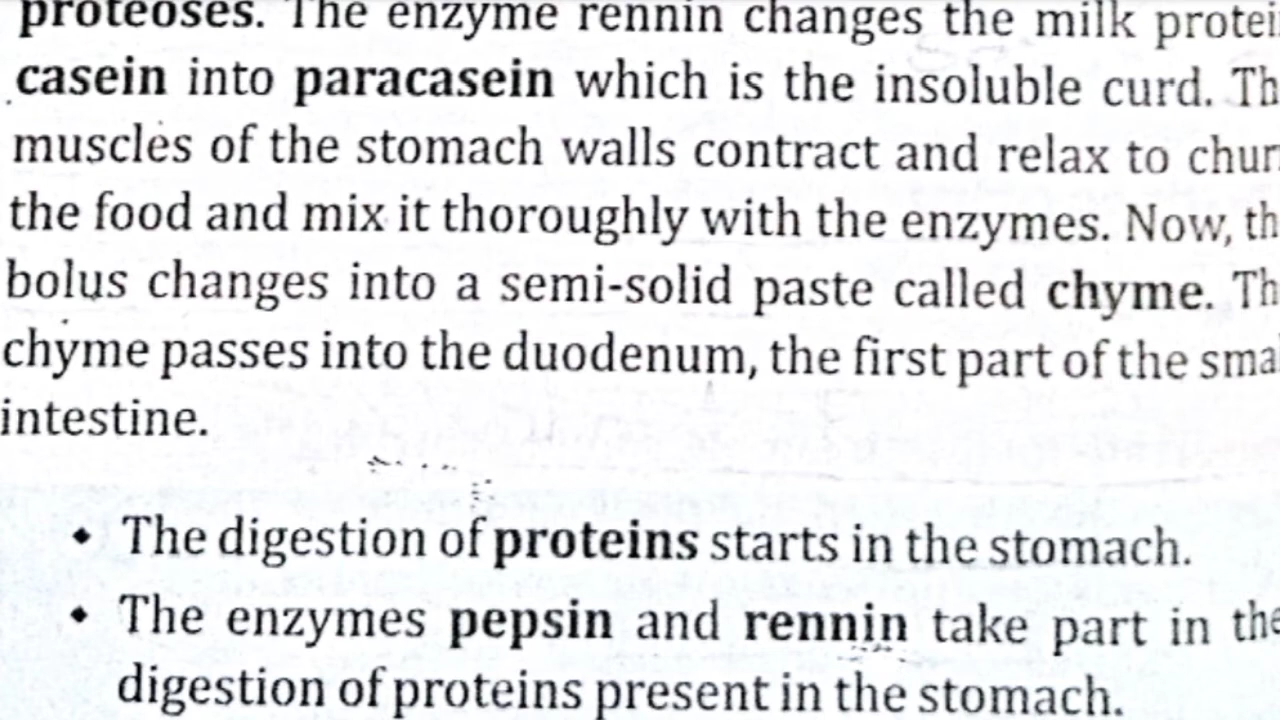 proteoses. The enzyme rennin changes the milk protei
casein into paracasein which is the insoluble curd. Th
muscles of the stomach walls contract and relax to chur
the food and mix it thoroughly with the enzymes. Now, th
bolus changes into a semi-solid paste called chyme. Th
chyme passes into the duodenum, the first part of the smal
intestine.
• The digestion of proteins starts in the stomach.
• The enzymes pepsin and rennin take part in the
digestion of proteins present in the stomach.